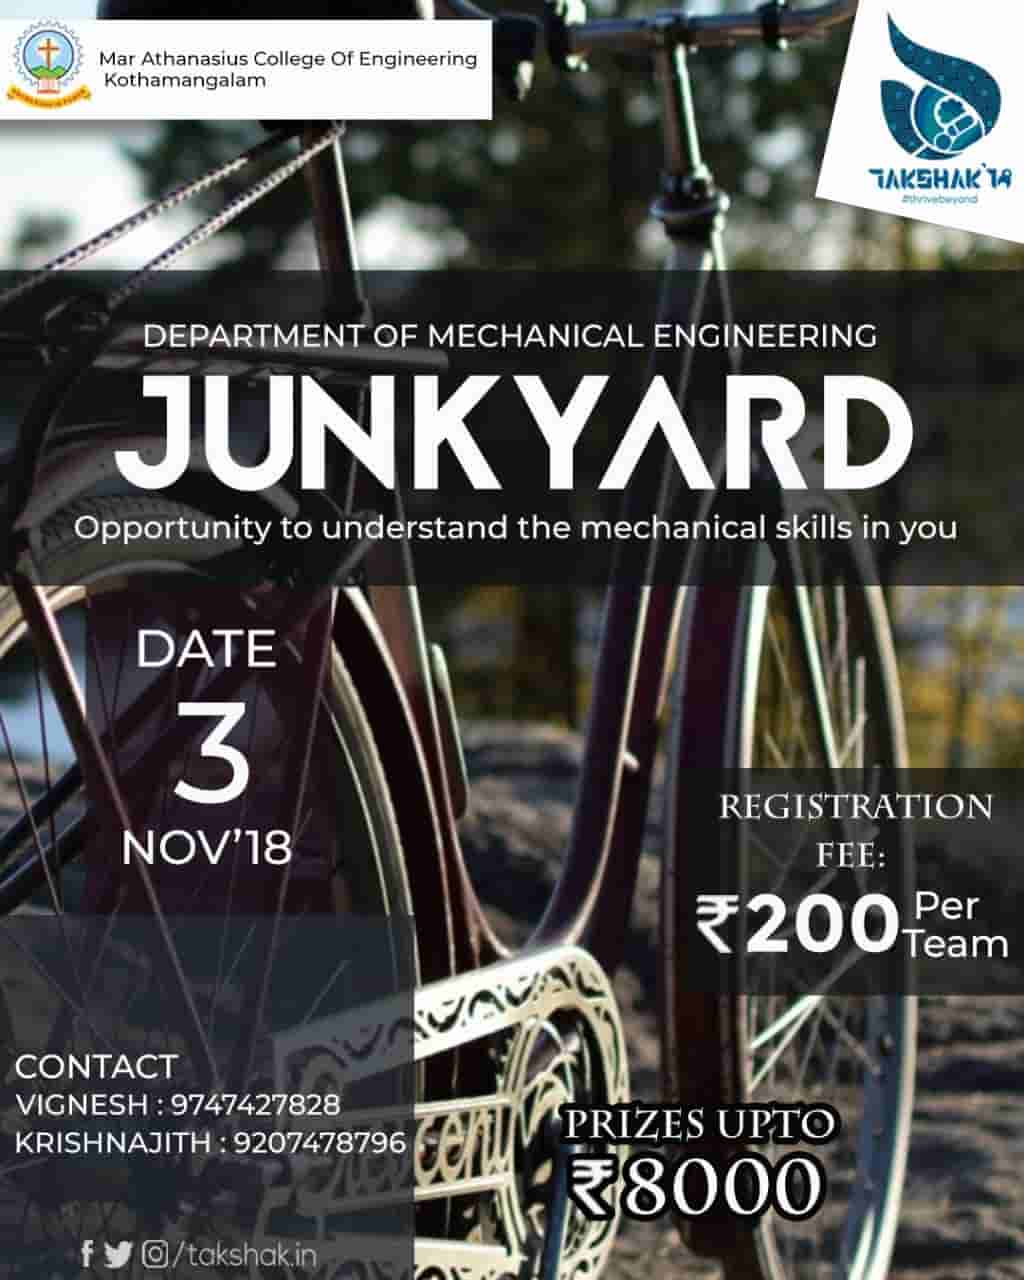 Mar Athanasius College Of Engineering
Kothamangalam
TAKSHAK'18
#thrivebeyond
DEPARTMENT OF MECHANICAL ENGINEERING
JUNKYARD
Opportunity to understand the mechanical skills in you
DATE
3
NOV'18
REGISTRATION
FEE:
₹200 Per
Team
CONTACT
VIGNESH : 9747427828
KRISHNAJITH : 9207478796
Crescent
PRIZES UPTO
₹8000
/takshak.in